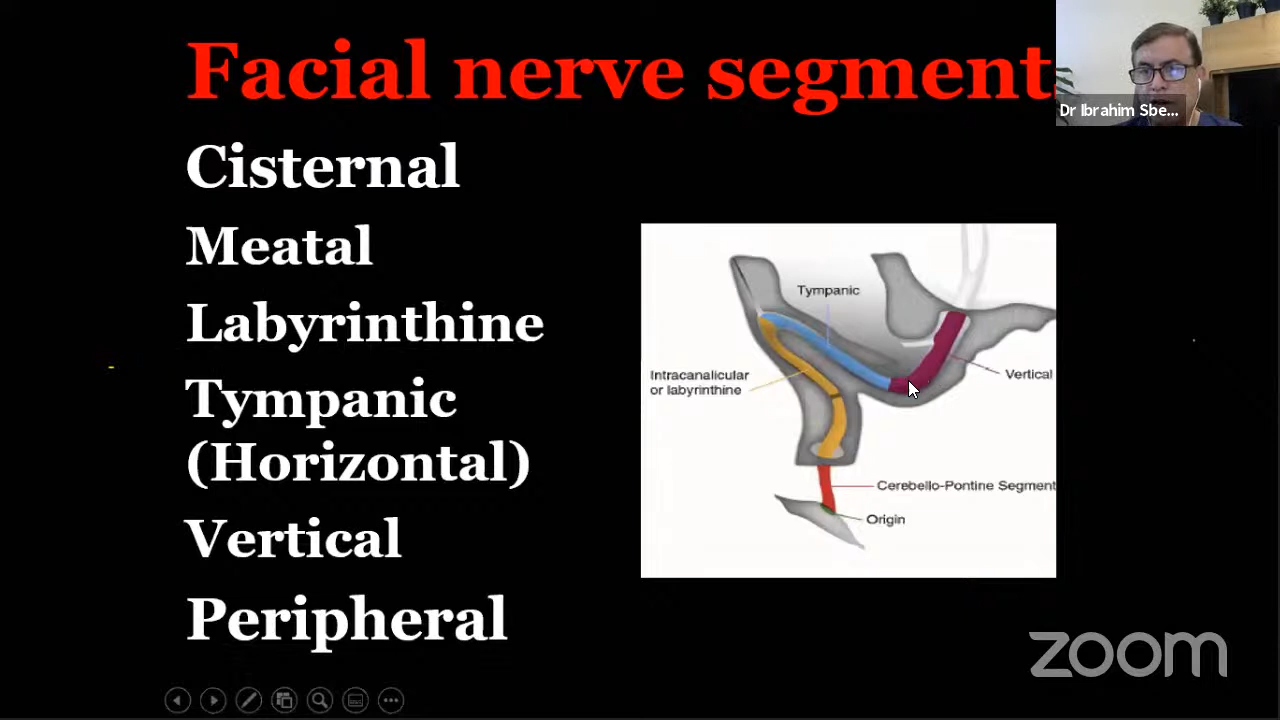 Facial nerve segment
Dr Ibrahim Sbe...
Cisternal
Meatal
Labyrinthine
Tympanic
(Horizontal)
Vertical
Peripheral
Tympanic
Intracanalicular
or labyrinthine
Vertical
Cerebello-Pontine Segment
Origin
zoom